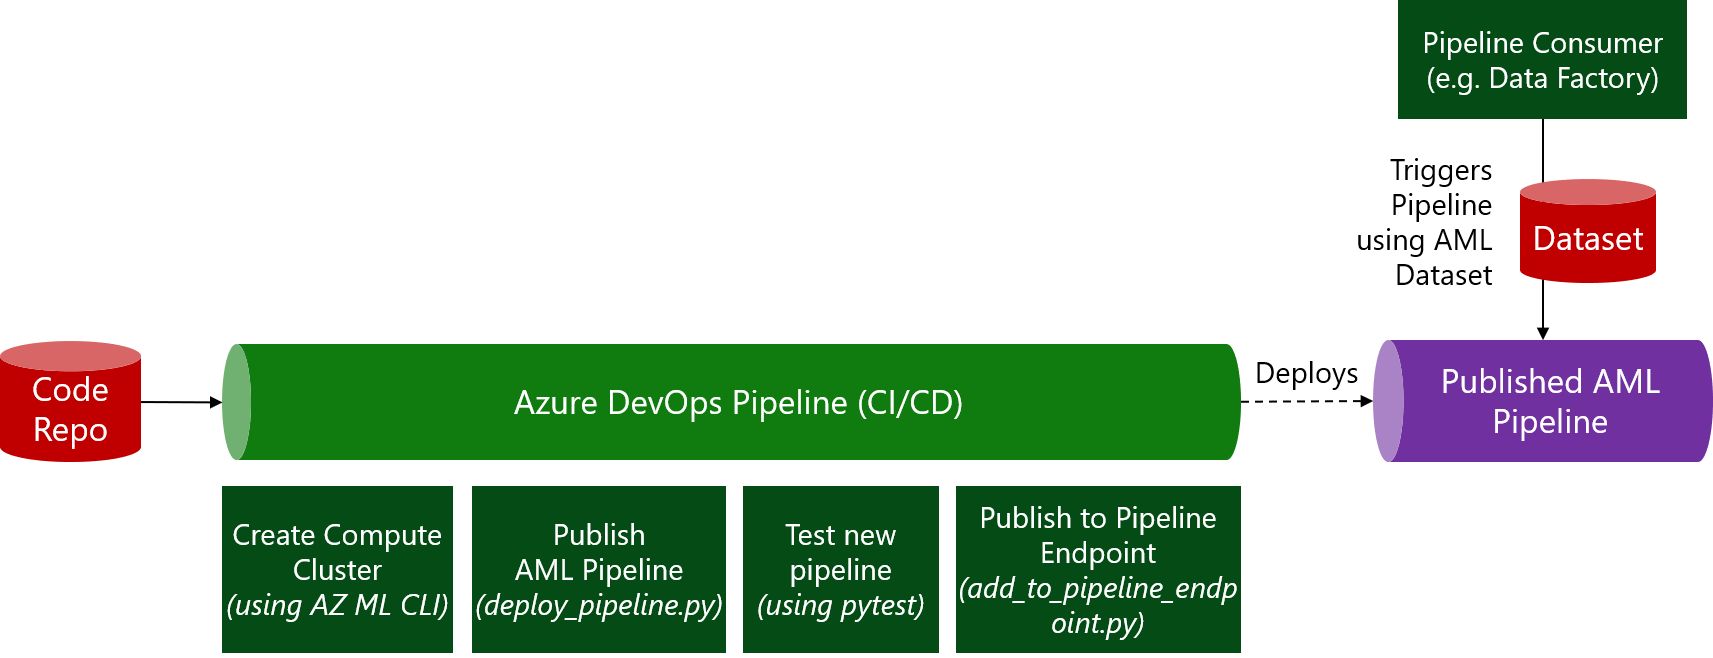 Pipeline Consumer
(e.g. Data Factory)
Triggers
Pipeline
using AML
Dataset
Dataset
Code
Repo
Azure DevOps Pipeline (CI/CD)
Deploys
Published AML
Pipeline
Create Compute
Cluster
(using AZ ML CLI)
Publish
AML Pipeline
(deploy_pipeline.py)
Test new
pipeline
(using pytest)
Publish to Pipeline
Endpoint
(add_to_pipeline_endp
oint.py)